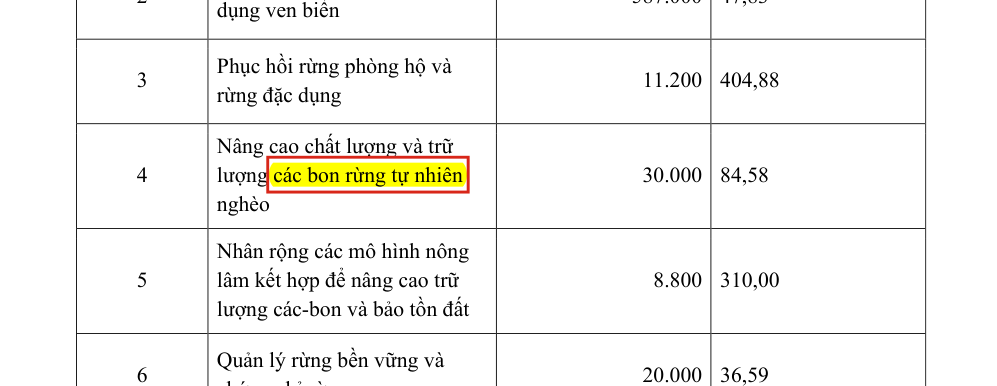 dụng ven biển
3
Phục hồi rừng phòng hộ và
rừng đặc dụng
11.200
404,88
4
Nâng cao chất lượng và trữ
lượng các bon rừng tự nhiên
nghèo
30.000
84,58
5
Nhân rộng các mô hình nông
lâm kết hợp để nâng cao trữ
lượng các-bon và bảo tồn đất
8.800
310,00
6
Quản lý rừng bền vững và
20.000
36,59